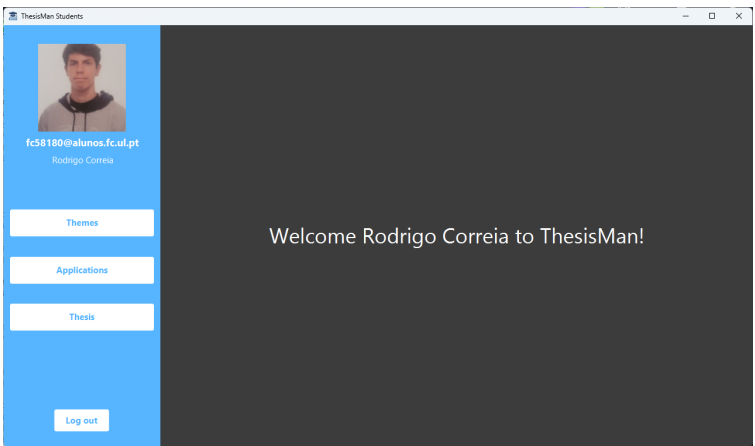 ThesisMan Students
fc58180@alunos.fc.ul.pt
Rodrigo Correia
Themes
Applications
Thesis
Log out
Welcome Rodrigo Correia to ThesisMan!